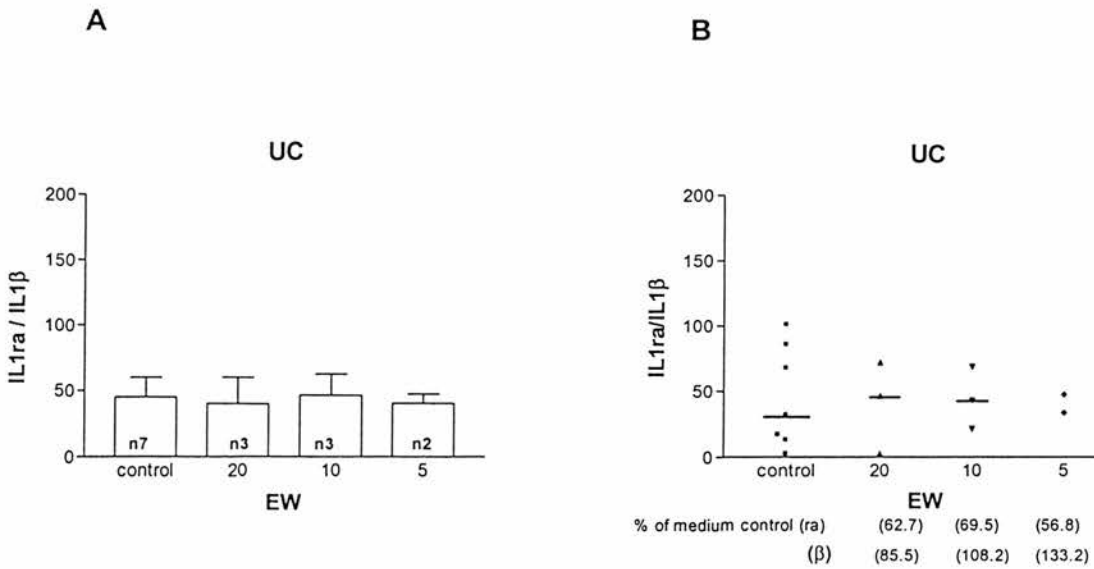 A
UC
200
150
100
50
0
IL1ra / IL1β
n7 n3 n3 n2
control 20 10 5
EW
B
UC
200
150
100
50
0
IL1ra/IL1β
control 20 10 5
EW
% of medium control (ra) (62.7) (69.5) (56.8)
(β) (85.5) (108.2) (133.2)